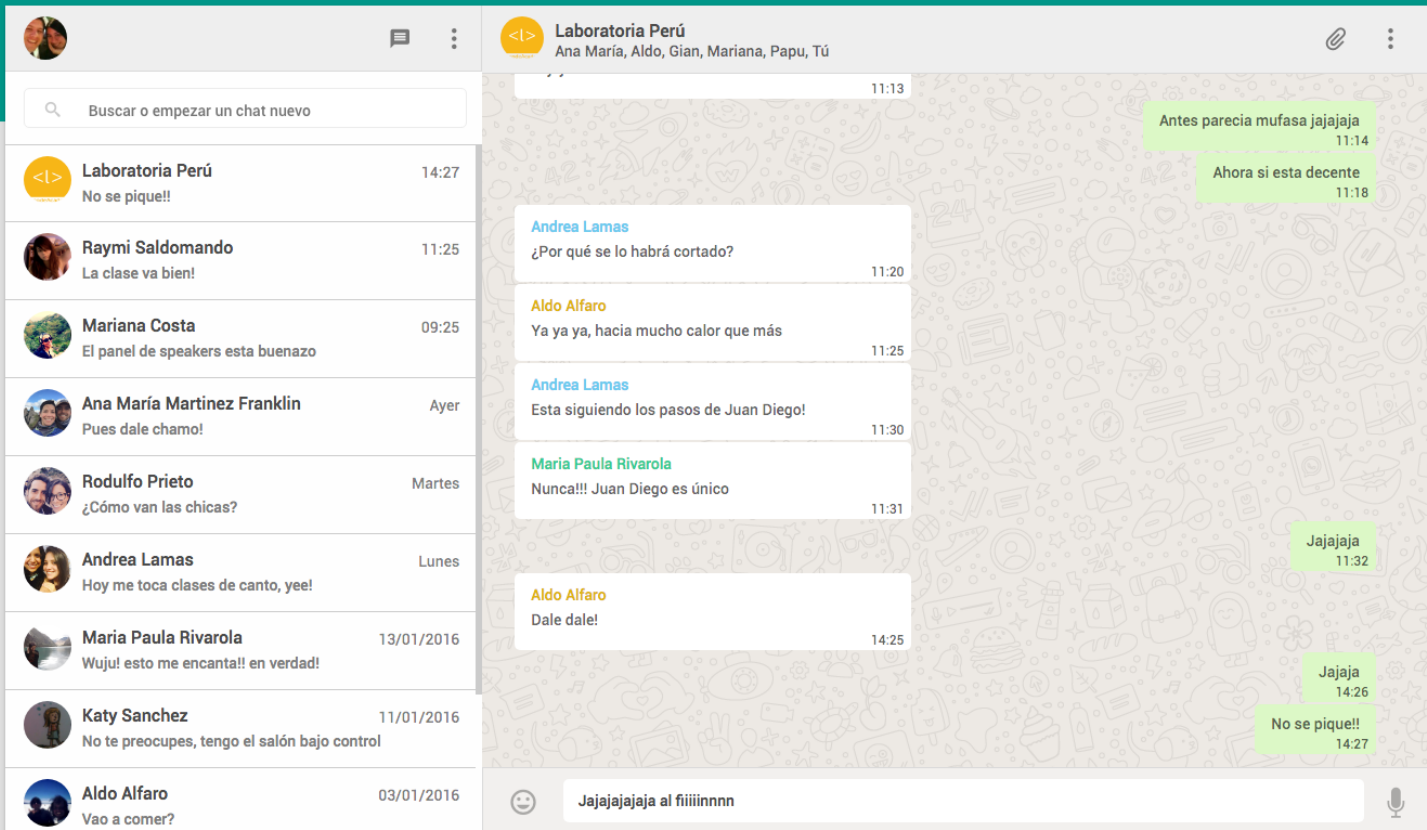 Buscar o empezar un chat nuevo
Laboratoria Perú
14:27
No se pique!!
Raymi Saldomando
11:25
La clase va bien!
Mariana Costa
09:25
El panel de speakers esta buenazo
Ana María Martinez Franklin
Ayer
Pues dale chamo!
Rodulfo Prieto
Martes
¿Cómo van las chicas?
Andrea Lamas
Lunes
Hoy me toca clases de canto, yee!
Maria Paula Rivarola
13/01/2016
Wuju! esto me encanta!! en verdad!
Katy Sanchez
11/01/2016
No te preocupes, tengo el salón bajo control
Aldo Alfaro
03/01/2016
Vao a comer?
<l>
Laboratoria Perú
Ana María, Aldo, Gian, Mariana, Papu, Tú
11:13
Antes parecia mufasa jajajaja
11:14
Ahora si esta decente
11:18
Andrea Lamas
¿Por qué se lo habrá cortado?
11:20
Aldo Alfaro
Ya ya ya, hacia mucho calor que más
11:25
Andrea Lamas
Esta siguiendo los pasos de Juan Diego!
11:30
Maria Paula Rivarola
Nunca!!! Juan Diego es único
11:31
Jajajaja
11:32
Aldo Alfaro
Dale dale!
14:25
Jajaja
14:26
No se pique!!
14:27
Jajajajajaja al fiiiiinnnn